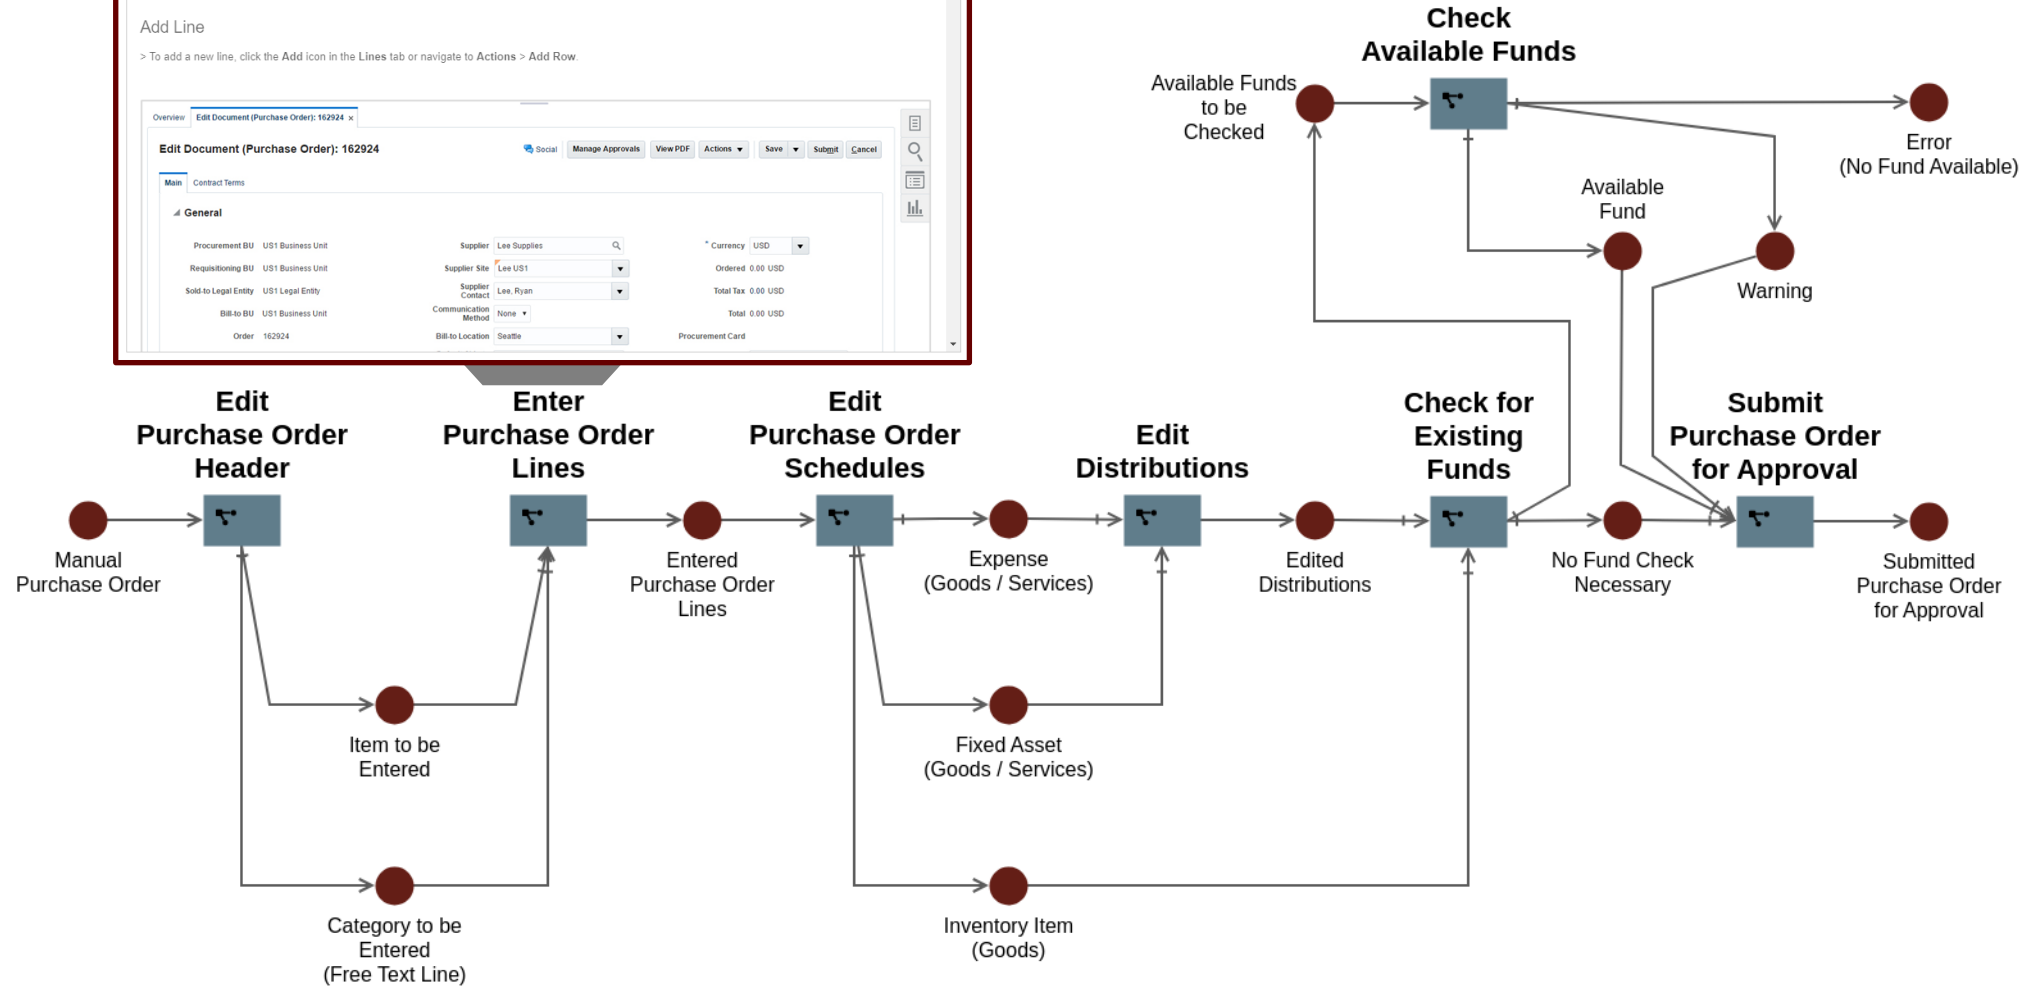 Add Line
> To add a new line, click the Add icon in the Lines tab or navigate to Actions > Add Row.
Overview
Edit Document (Purchase Order): 162924 ×
Edit Document (Purchase Order): 162924
Social
Manage Approvals
View PDF
Actions
Save
Submit
Cancel
Main
Contract Terms
General
Procurement BU US1 Business Unit
Requisitioning BU US1 Business Unit
Sold-to Legal Entity US1 Legal Entity
Bill-to BU US1 Business Unit
Order 162924
Supplier Lee Supplies
Supplier Site Lee US1
Supplier
Contact Lee, Ryan
Communication
Method None
Bill-to Location Seattle
* Currency USD
Ordered 0.00 USD
Total Tax 0.00 USD
Total 0.00 USD
Procurement Card
Check
Available Funds
Available Funds
to be
Checked
Error
(No Fund Available)
Available
Fund
Warning
Edit
Purchase Order
Header
Enter
Purchase Order
Lines
Edit
Purchase Order
Schedules
Edit
Distributions
Check for
Existing
Funds
Submit
Purchase Order
for Approval
Manual
Purchase Order
Entered
Purchase Order
Lines
Expense
(Goods / Services)
Edited
Distributions
No Fund Check
Necessary
Submitted
Purchase Order
for Approval
Item to be
Entered
Fixed Asset
(Goods / Services)
Category to be
Entered
(Free Text Line)
Inventory Item
(Goods)